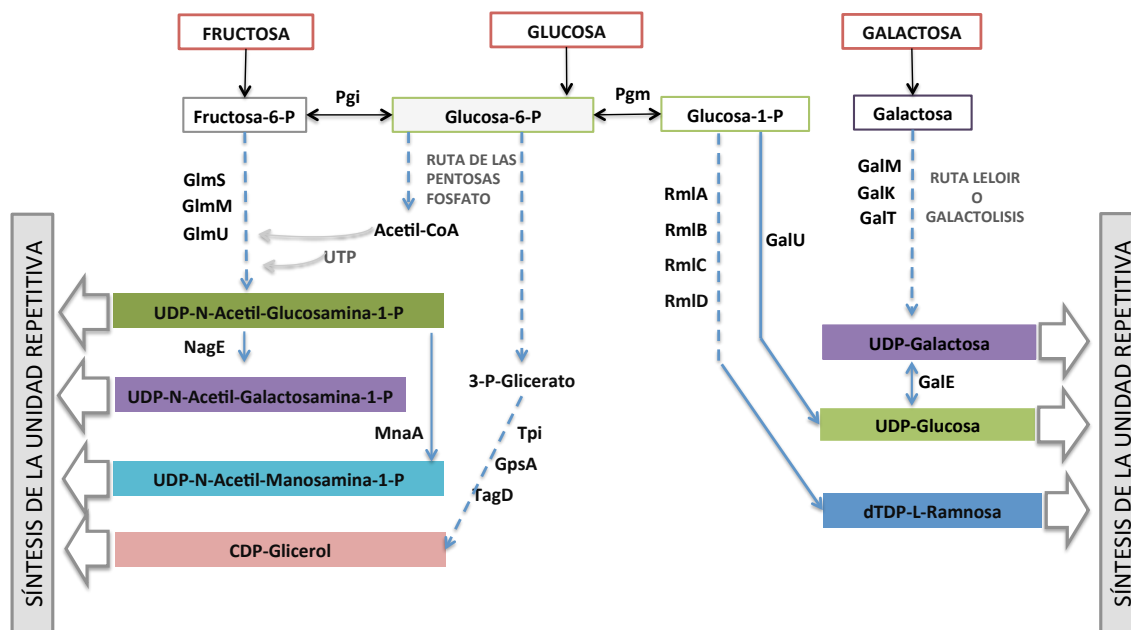 FRUCTOSA
GLUCOSA
GALACTOSA
Fructosa-6-P
Pgi
Glucosa-6-P
Pgm
Glucosa-1-P
Galactosa
GlmS
GlmM
GlmU
RUTA DE LAS
PENTOSAS
FOSFATO
Acetil-CoA
UTP
RmlA
RmlB
RmlC
RmlD
GalU
GalM
GalK
GalT
RUTA LELOIR
O
GALACTOLISIS
SÍNTESIS DE LA UNIDAD REPETITIVA
UDP-N-Acetil-Glucosamina-1-P
NagE
UDP-N-Acetil-Galactosamina-1-P
MnaA
UDP-N-Acetil-Manosamina-1-P
CDP-Glicerol
3-P-Glicerato
Tpi
GpsA
TagD
UDP-Galactosa
GalE
UDP-Glucosa
dTDP-L-Ramnosa
SÍNTESIS DE LA UNIDAD REPETITIVA